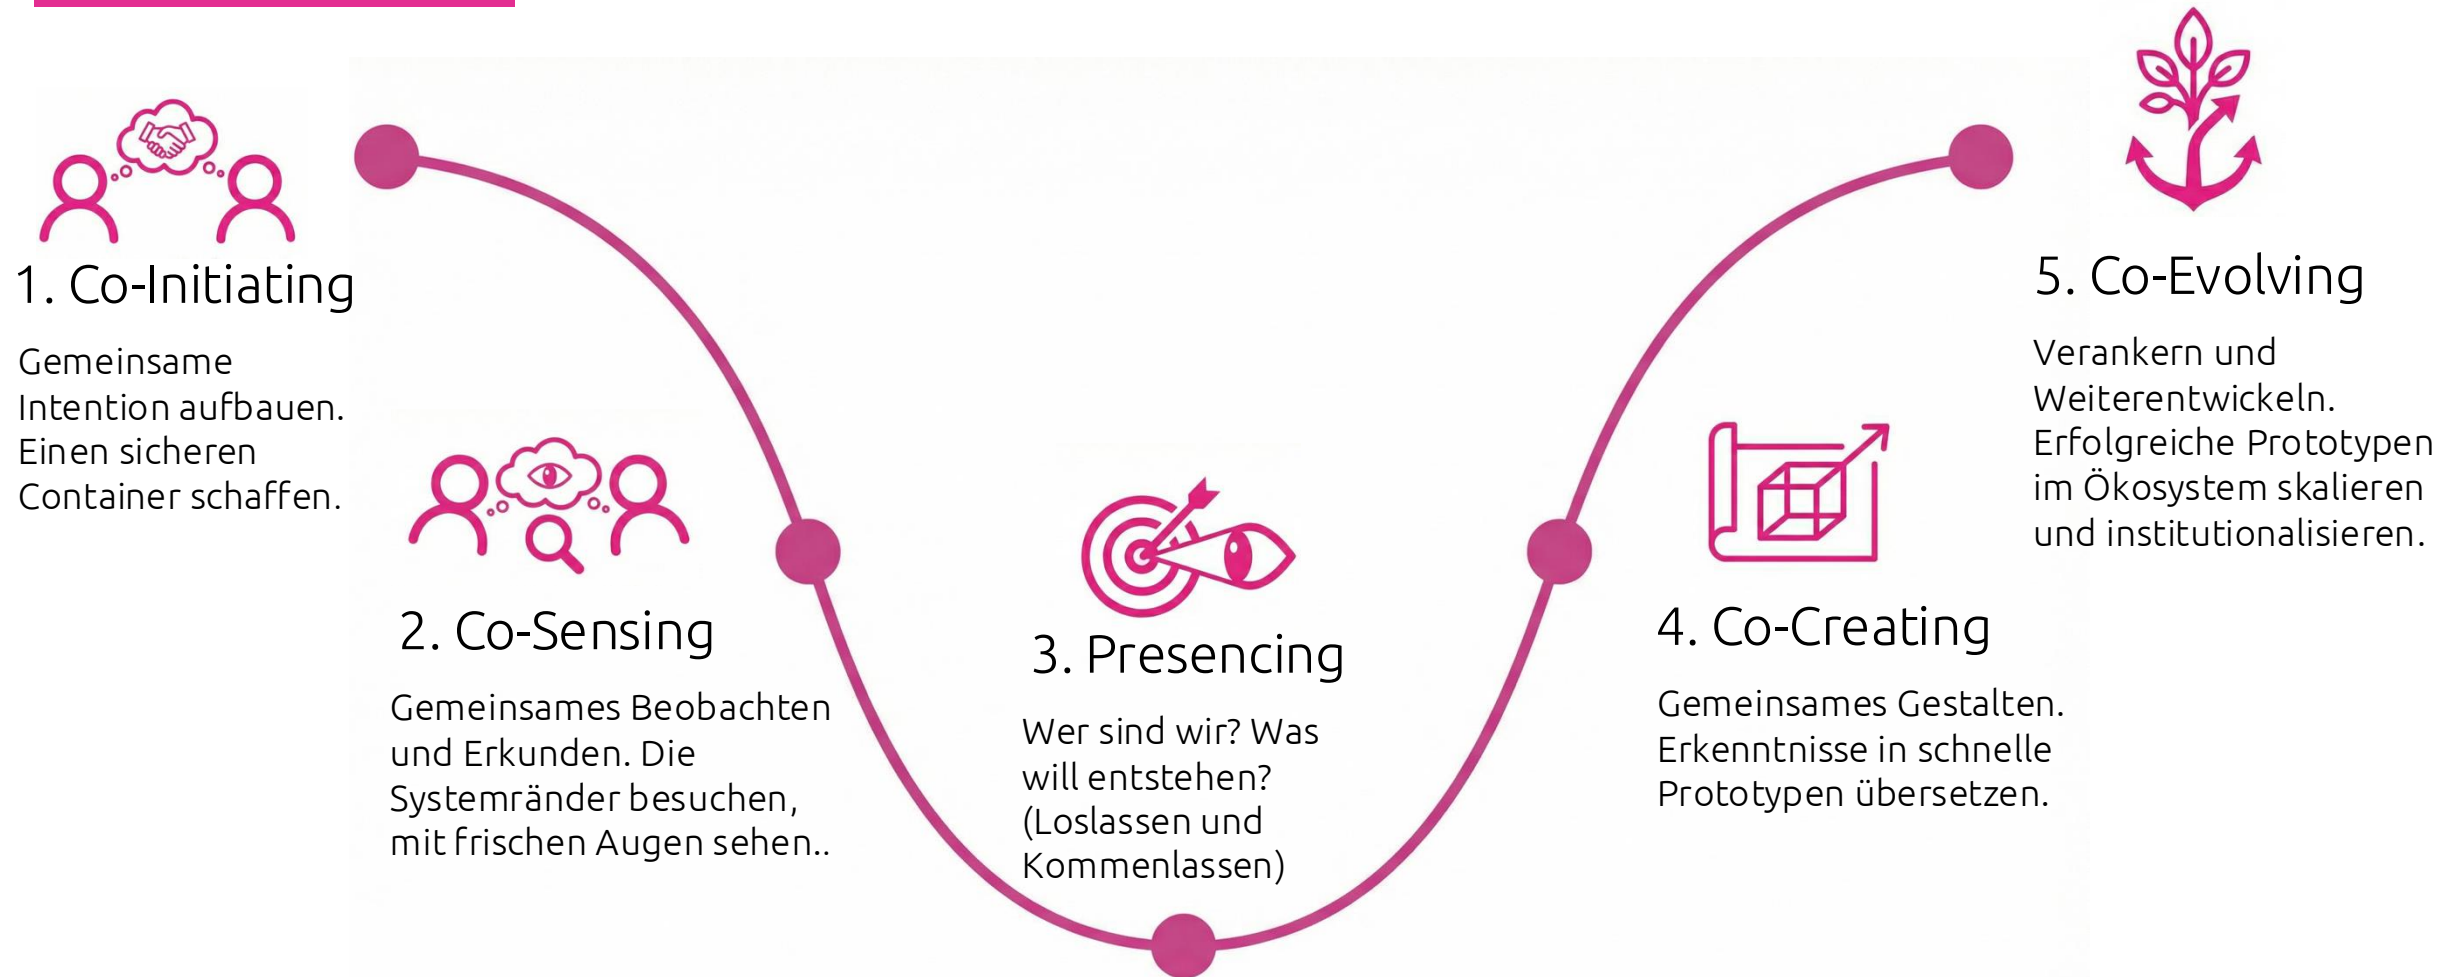 1. Co-Initiating
Gemeinsame
Intention aufbauen.
Einen sicheren
Container schaffen.
2. Co-Sensing
Gemeinsames Beobachten
und Erkunden. Die
Systemränder besuchen,
mit frischen Augen sehen..
3. Presencing
Wer sind wir? Was
will entstehen?
(Loslassen und
Kommenlassen)
4. Co-Creating
Gemeinsames Gestalten.
Erkenntnisse in schnelle
Prototypen übersetzen.
5. Co-Evolving
Verankern und
Weiterentwickeln.
Erfolgreiche Prototypen
im Ökosystem skalieren
und institutionalisieren.